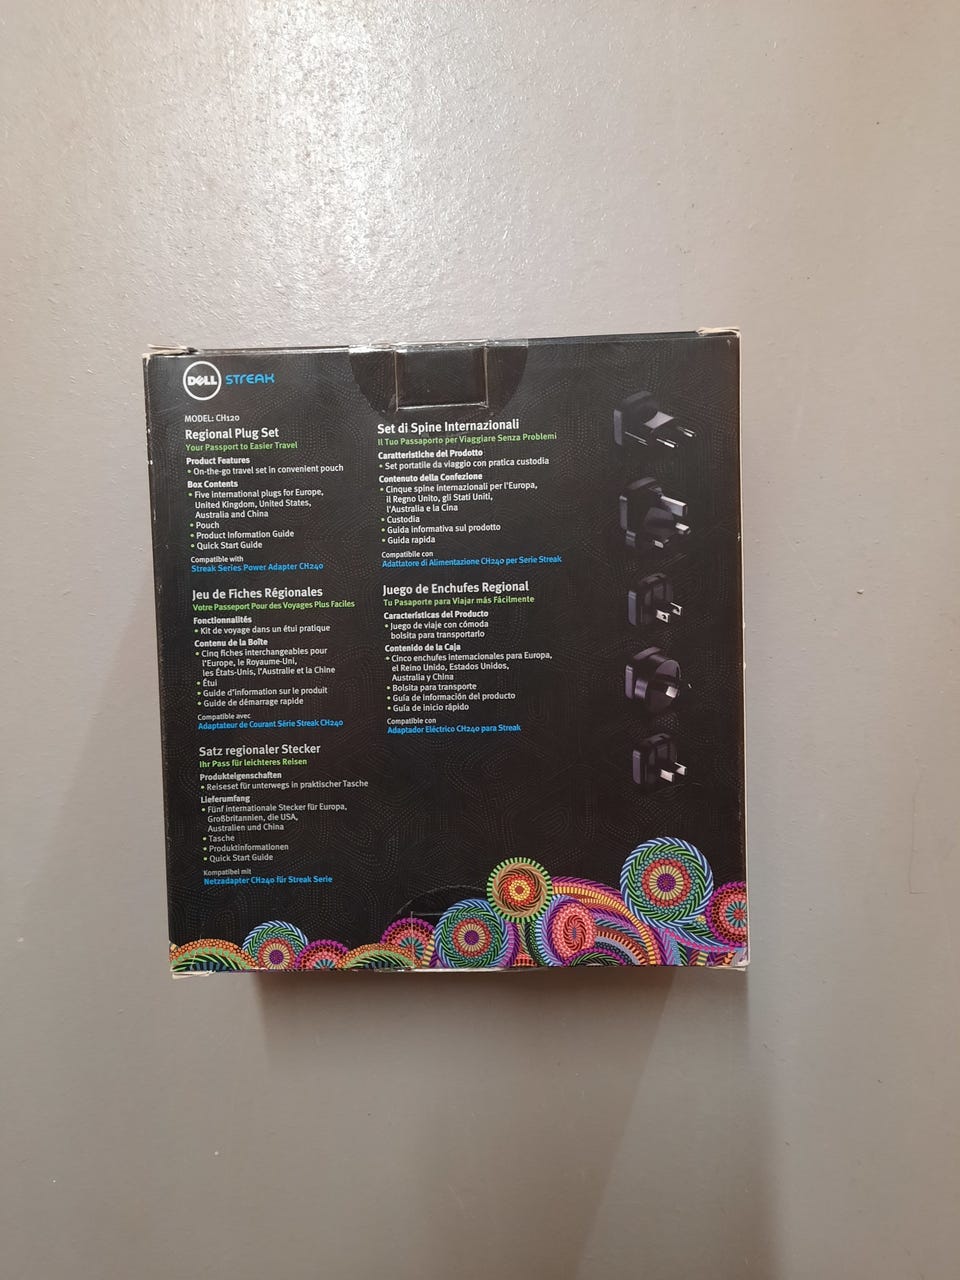 DELL STREAK
MODEL: CH120
Regional Plug Set
Your Passport to Easier Travel
Product Features
• On-the-go travel set in convenient pouch
Box Contents
• Five international plugs for Europe,
United Kingdom, United States,
Australia and China
• Pouch
• Product Information Guide
• Quick Start Guide
Compatible with
Streak Series Power Adapter CH240
Jeu de Fiches Régionales
Votre Passeport Pour des Voyages Plus Faciles
Fonctionnalités
• Kit de voyage dans un étui pratique
Contenu de la Boîte
• Cinq fiches interchangeables pour
l'Europe, le Royaume-Uni,
les États-Unis, l'Australie et la Chine
• Étui
• Guide d'information sur le produit
• Guide de démarrage rapide
Compatible avec
Adaptateur de Courant Série Streak CH240
Satz regionaler Stecker
Ihr Pass für leichteres Reisen
Produkteigenschaften
• Reiseset für unterwegs in praktischer Tasche
Lieferumfang
• Fünf internationale Stecker für Europa,
Großbritannien, die USA,
Australien und China
• Tasche
• Produktinformationen
• Quick Start Guide
Kompatibel mit
Netzadapter CH240 für Streak Serie
Set di Spine Internazionali
Il Tuo Passaporto per Viaggiare Senza Problemi
Caratteristiche del Prodotto
• Set portatile da viaggio con pratica custodia
Contenuto della Confezione
• Cinque spine internazionali per l'Europa,
il Regno Unito, gli Stati Uniti,
l'Australia e la Cina
• Custodia
• Guida informativa sul prodotto
• Guida rapida
Compatibile con
Adattatore di Alimentazione CH240 per Serie Streak
Juego de Enchufes Regional
Tu Pasaporte para Viajar más Fácilmente
Características del Producto
• Juego de viaje con cómoda
bolsita para transportarlo
Contenido de la Caja
• Cinco enchufes internacionales para Europa,
el Reino Unido, Estados Unidos,
Australia y China
• Bolsita para transporte
• Guía de información del producto
• Guía de inicio rápido
Compatible con
Adaptador Eléctrico CH240 para Streak